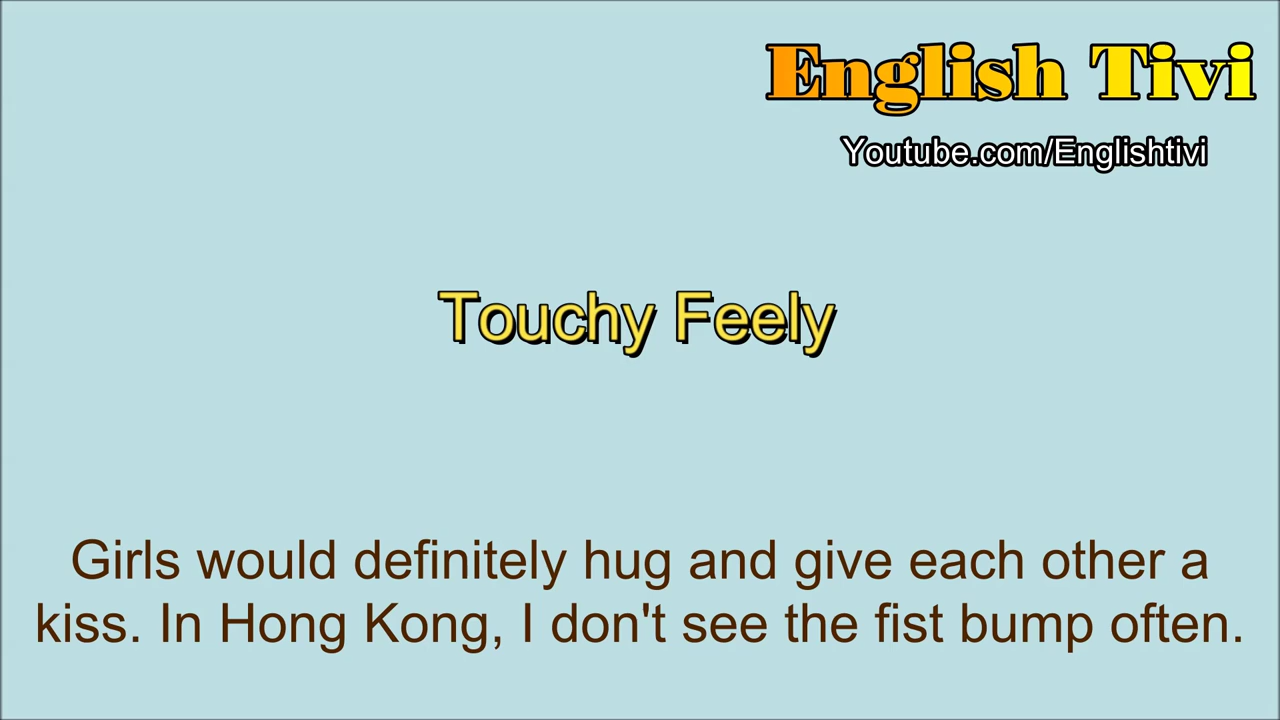 English Tivi
Youtube.com/Englishtivi
Touchy Feely
Girls would definitely hug and give each other a
kiss. In Hong Kong, I don't see the fist bump often.